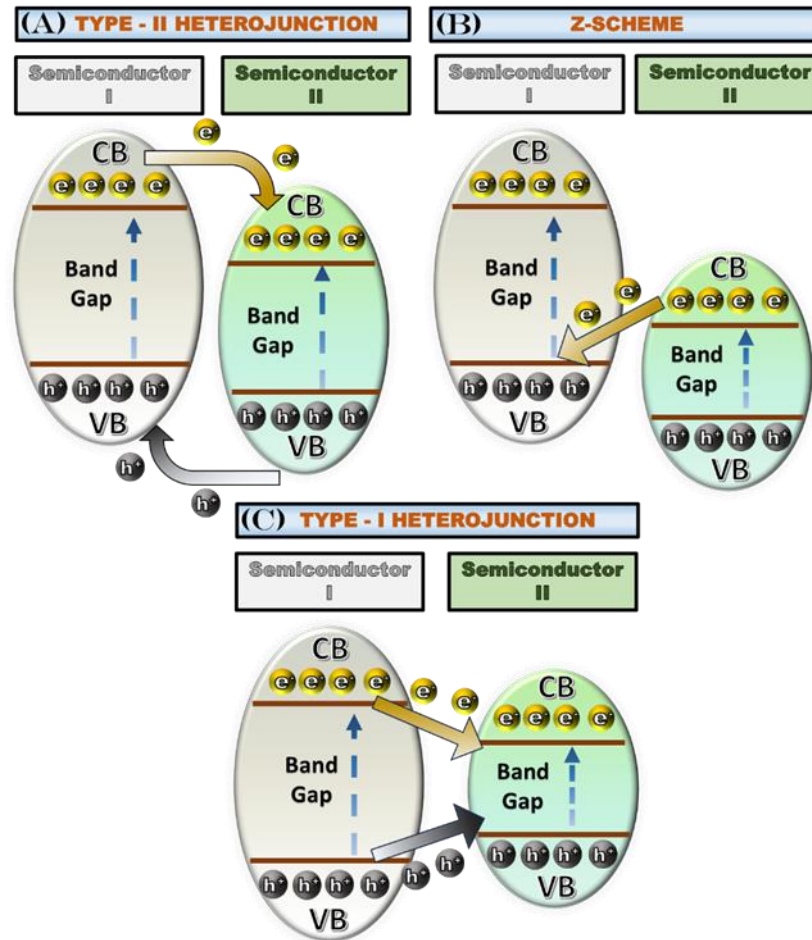 (A) TYPE - II HETEROJUNCTION
Semiconductor
I
Semiconductor
II
e⁻
e⁻
CB
e⁻ e⁻ e⁻ e⁻
CB
e⁻ e⁻ e⁻ e⁻
Band
Gap
Band
Gap
h⁺ h⁺ h⁺ h⁺
VB
h⁺ h⁺ h⁺ h⁺
VB
h⁺
h⁺
(B) Z-SCHEME
Semiconductor
I
Semiconductor
II
CB
e⁻ e⁻ e⁻ e⁻
CB
e⁻ e⁻ e⁻ e⁻
e⁻
e⁻
Band
Gap
Band
Gap
h⁺ h⁺ h⁺ h⁺
VB
h⁺ h⁺ h⁺ h⁺
VB
(C) TYPE - I HETEROJUNCTION
Semiconductor
I
Semiconductor
II
CB
e⁻ e⁻ e⁻ e⁻
e⁻
e⁻
CB
e⁻ e⁻ e⁻ e⁻
Band
Gap
Band
Gap
h⁺ h⁺ h⁺ h⁺
h⁺
h⁺
VB
h⁺ h⁺ h⁺ h⁺
VB